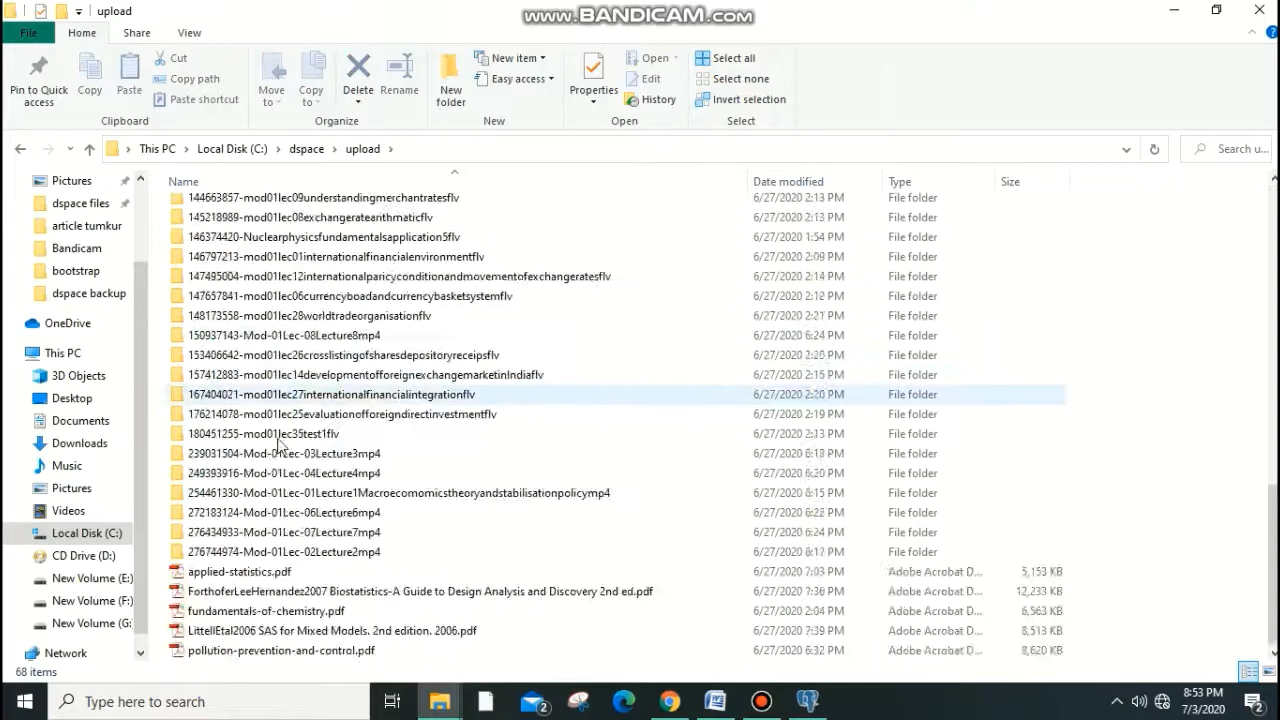 upload
www.BANDICAM.com
File Home Share View
Pin to Quick access
Copy
Paste
Cut
Copy path
Paste shortcut
Clipboard
Move to
Copy to
Delete
Rename
Organize
New folder
New item
Easy access
New
Properties
Open
Edit
History
Open
Select all
Select none
Invert selection
Select
This PC > Local Disk (C:) > dspace > upload >
Search u...
Pictures
dspace files
article tumkur
Bandicam
bootstrap
dspace backup
OneDrive
This PC
3D Objects
Desktop
Documents
Downloads
Music
Pictures
Videos
Local Disk (C:)
CD Drive (D:)
New Volume (E:)
New Volume (F:)
New Volume (G:
Network
Name Date modified Type Size
144663857-mod01lec09understandingmerchantratesflv 6/27/2020 2:13 PM File folder
145218989-mod01lec08exchangerateanthmaticflv 6/27/2020 2:13 PM File folder
146374420-Nuclearphysicsfundamentalsapplication5flv 6/27/2020 1:54 PM File folder
146797213-mod01lec01internationalfinancialenvironmentflv 6/27/2020 2:09 PM File folder
147495004-mod01lec12internationalparicyconditionandmovementofexchangeratesflv 6/27/2020 2:14 PM File folder
147657841-mod01lec06currencyboadandcurrencybasketsystemflv 6/27/2020 2:12 PM File folder
148173558-mod01lec28worldtradeorganisationflv 6/27/2020 2:21 PM File folder
150937143-Mod-01Lec-08Lecture8mp4 6/27/2020 6:24 PM File folder
153406642-mod01lec26crosslistingofsharesdepositoryreceipsflv 6/27/2020 2:20 PM File folder
157412883-mod01lec14developmentofforeignexchangemarketinIndiaflv 6/27/2020 2:15 PM File folder
167404021-mod01lec27internationalfinancialintegrationflv 6/27/2020 2:20 PM File folder
176214078-mod01lec25evaluationofforeigndirectinvestmentflv 6/27/2020 2:19 PM File folder
180451255-mod01lec35test1flv 6/27/2020 2:13 PM File folder
239031504-Mod-01Lec-03Lecture3mp4 6/27/2020 6:18 PM File folder
249393916-Mod-01Lec-04Lecture4mp4 6/27/2020 6:20 PM File folder
254461330-Mod-01Lec-01Lecture1Macroecomomicstheoryandstabilisationpolicymp4 6/27/2020 6:15 PM File folder
272183124-Mod-01Lec-06Lecture6mp4 6/27/2020 6:22 PM File folder
276434933-Mod-01Lec-07Lecture7mp4 6/27/2020 6:24 PM File folder
276744974-Mod-01Lec-02Lecture2mp4 6/27/2020 6:17 PM File folder
applied-statistics.pdf 6/27/2020 7:03 PM Adobe Acrobat D... 5,153 KB
ForthoferLeeHernandez2007 Biostatistics-A Guide to Design Analysis and Discovery 2nd ed.pdf 6/27/2020 7:36 PM Adobe Acrobat D... 12,233 KB
fundamentals-of-chemistry.pdf 6/27/2020 2:04 PM Adobe Acrobat D... 6,563 KB
LittellEtal2006 SAS for Mixed Models. 2nd edition. 2006.pdf 6/27/2020 7:39 PM Adobe Acrobat D... 8,513 KB
pollution-prevention-and-control.pdf 6/27/2020 6:32 PM Adobe Acrobat D... 8,620 KB
68 items
Type here to search
2
8:53 PM
7/3/2020
2